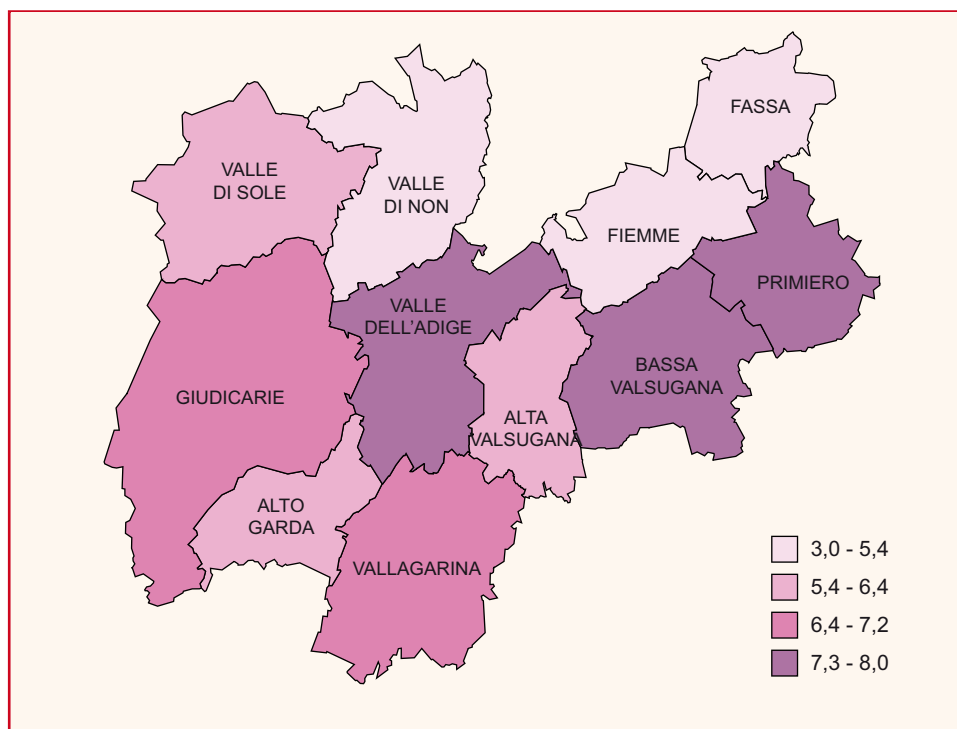 FASSA
VALLE
DI SOLE
VALLE
DI NON
FIEMME
PRIMIERO
VALLE
DELL'ADIGE
BASSA
VALSUGANA
GIUDICARIE
ALTA
VALSUGANA
ALTO
GARDA
VALLAGARINA
3,0 - 5,4
5,4 - 6,4
6,4 - 7,2
7,3 - 8,0